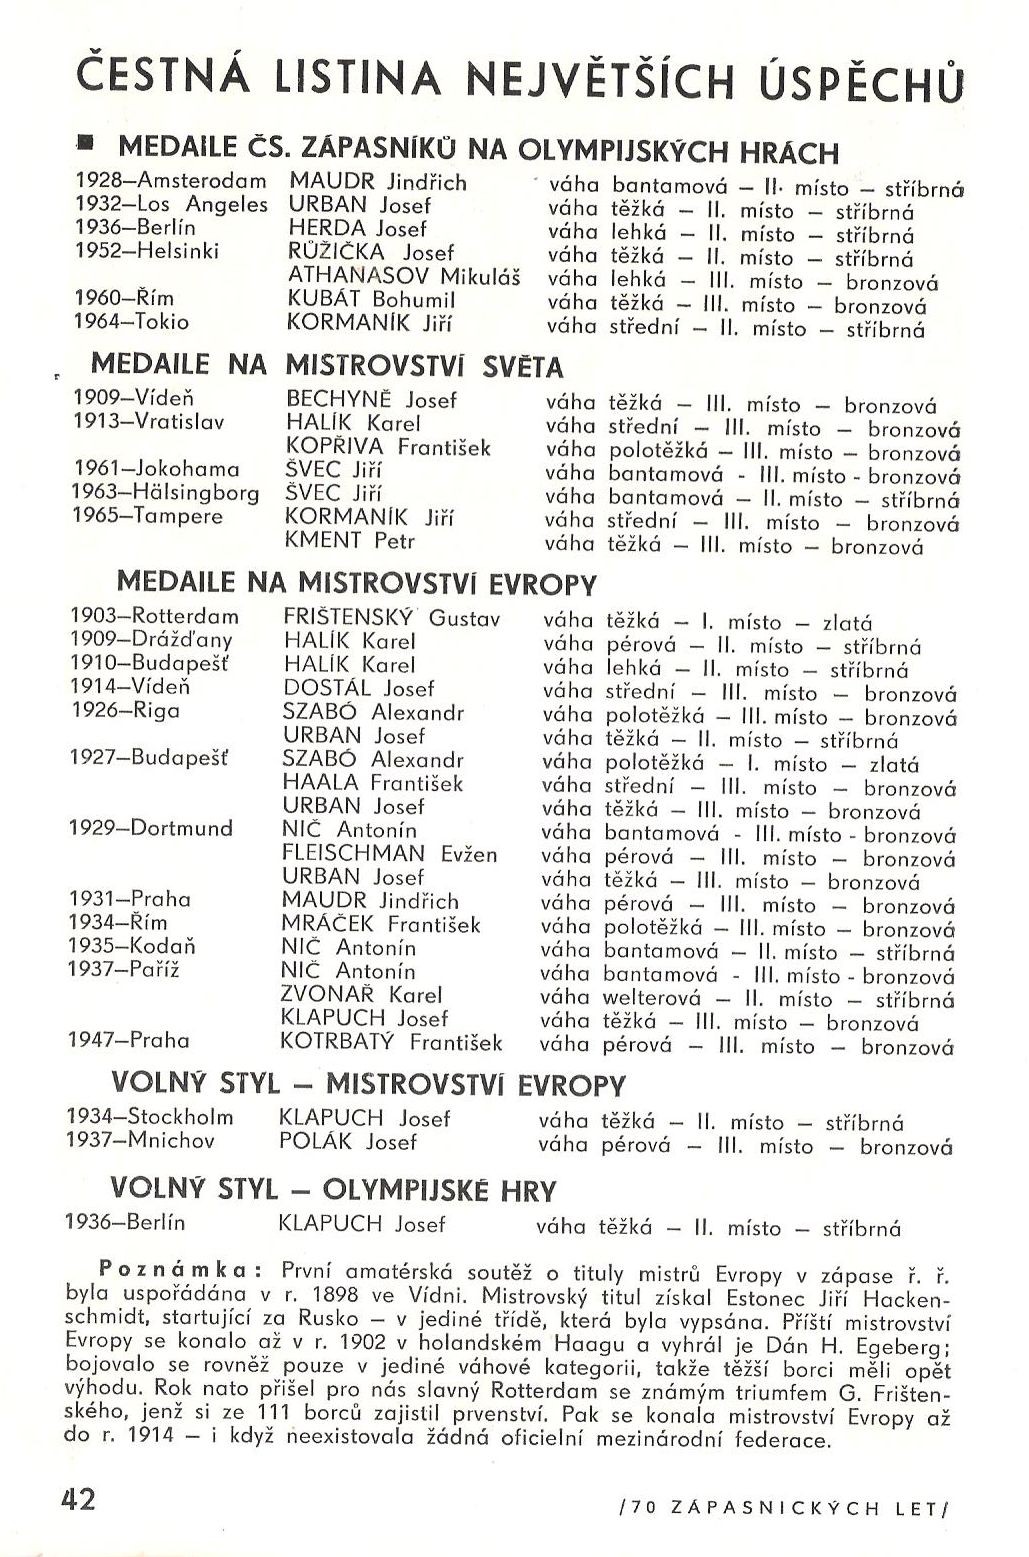 ČESTNÁ LISTINA NEJVĚTŠÍCH ÚSPĚCHŮ
■ MEDAILE ČS. ZÁPASNÍKŮ NA OLYMPIJSKÝCH HRÁCH
1928—Amsterodam MAUDR Jindřich váha bantamová — II. místo — stříbrná
1932—Los Angeles URBAN Josef váha těžká — II. místo — stříbrná
1936—Berlín HERDA Josef váha lehká — II. místo — stříbrná
1952—Helsinki RŮŽIČKA Josef váha těžká — II. místo — stříbrná
ATHANASOV Mikuláš váha lehká — III. místo — bronzová
1960—Řím KUBÁT Bohumil váha těžká — III. místo — bronzová
1964—Tokio KORMANÍK Jiří váha střední — II. místo — stříbrná
MEDAILE NA MISTROVSTVÍ SVĚTA
1909—Vídeň BECHYNĚ Josef váha těžká — III. místo — bronzová
1913—Vratislav HALÍK Karel váha střední — III. místo — bronzová
KOPŘIVA František váha polotěžká — III. místo — bronzová
1961—Jokohama ŠVEC Jiří váha bantamová - III. místo - bronzová
1963—Hälsingborg ŠVEC Jiří váha bantamová — II. místo — stříbrná
1965—Tampere KORMANÍK Jiří váha střední — III. místo — bronzová
KMENT Petr váha těžká — III. místo — bronzová
MEDAILE NA MISTROVSTVÍ EVROPY
1903—Rotterdam FRIŠTENSKÝ Gustav váha těžká — I. místo — zlatá
1909—Drážďany HALÍK Karel váha pérová — II. místo — stříbrná
1910—Budapešť HALÍK Karel váha lehká — II. místo — stříbrná
1914—Vídeň DOSTÁL Josef váha střední — III. místo — bronzová
1926—Riga SZABÓ Alexandr váha polotěžká — III. místo — bronzová
URBAN Josef váha těžká — II. místo — stříbrná
1927—Budapešť SZABÓ Alexandr váha polotěžká — I. místo — zlatá
HAALA František váha střední — III. místo — bronzová
URBAN Josef váha těžká — III. místo — bronzová
1929—Dortmund NIČ Antonín váha bantamová - III. místo - bronzová
FLEISCHMAN Evžen váha pérová — III. místo — bronzová
URBAN Josef váha těžká — III. místo — bronzová
1931—Praha MAUDR Jindřich váha pérová — III. místo — bronzová
1934—Řím MRÁČEK František váha polotěžká — III. místo — bronzová
1935—Kodaň NIČ Antonín váha bantamová — II. místo — stříbrná
1937—Paříž NIČ Antonín váha bantamová - III. místo - bronzová
ZVONAŘ Karel váha welterová — II. místo — stříbrná
KLAPUCH Josef váha těžká — III. místo — bronzová
1947—Praha KOTRBATÝ František váha pérová — III. místo — bronzová
VOLNÝ STYL — MISTROVSTVÍ EVROPY
1934—Stockholm KLAPUCH Josef váha těžká — II. místo — stříbrná
1937—Mnichov POLÁK Josef váha pérová — III. místo — bronzová
VOLNÝ STYL — OLYMPIJSKÉ HRY
1936—Berlín KLAPUCH Josef váha těžká — II. místo — stříbrná
Poznámka: První amatérská soutěž o tituly mistrů Evropy v zápase ř. ř.
byla uspořádána v r. 1898 ve Vídni. Mistrovský titul získal Estonec Jiří Hacken-
schmidt, startující za Rusko — v jediné třídě, která byla vypsána. Příští mistrovství
Evropy se konalo až v r. 1902 v holandském Haagu a vyhrál je Dán H. Egeberg;
bojovalo se rovněž pouze v jediné váhové kategorii, takže těžší borci měli opět
výhodu. Rok nato přišel pro nás slavný Rotterdam se známým triumfem G. Frišten-
ského, jenž si ze 111 borců zajistil prvenství. Pak se konala mistrovství Evropy až
do r. 1914 — i když neexistovala žádná oficielní mezinárodní federace.
42 /70 ZÁPASNICKÝCH LET/